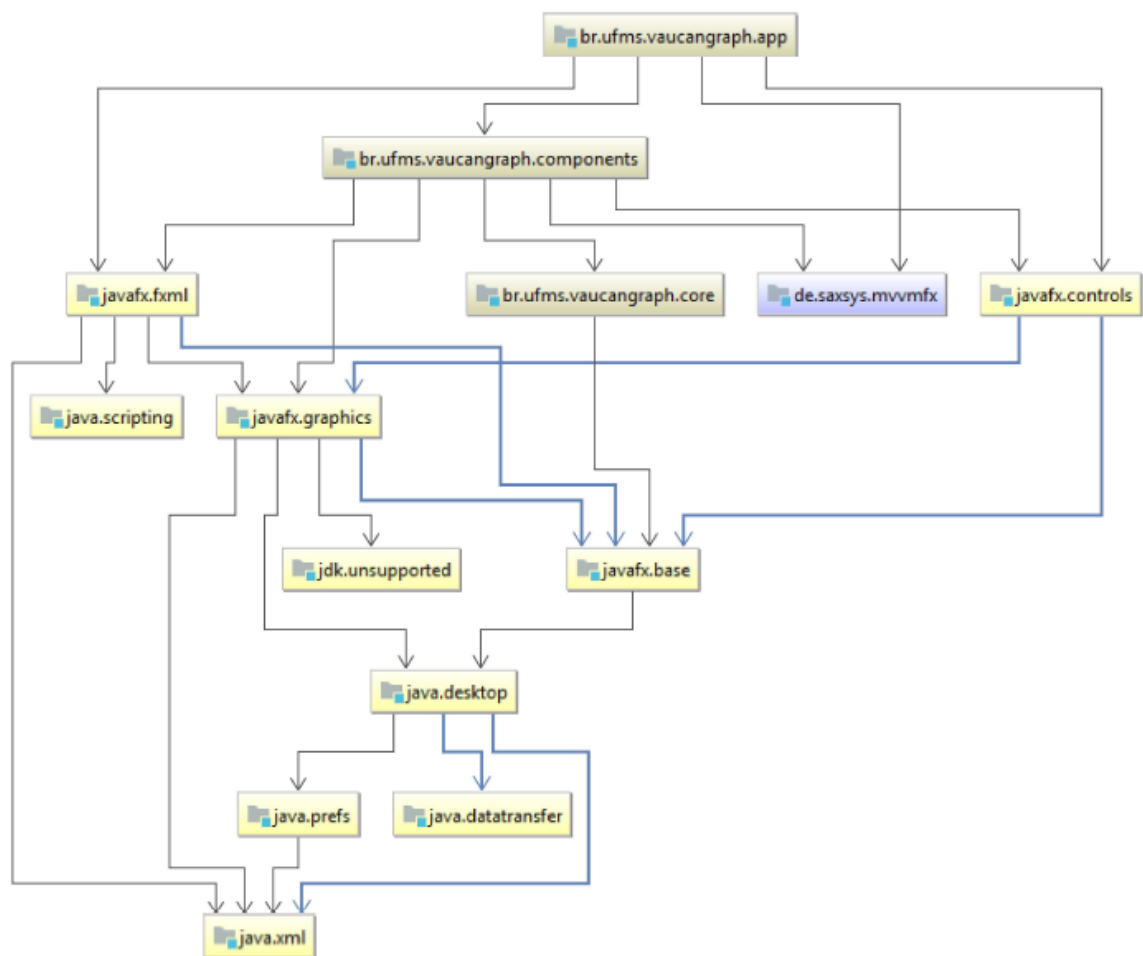 br.ufms.vaucangraph.app
br.ufms.vaucangraph.components
javafx.fxml
br.ufms.vaucangraph.core
de.saxsys.mvvmfx
javafx.controls
java.scripting
javafx.graphics
jdk.unsupported
javafx.base
java.desktop
java.prefs
java.datatransfer
java.xml